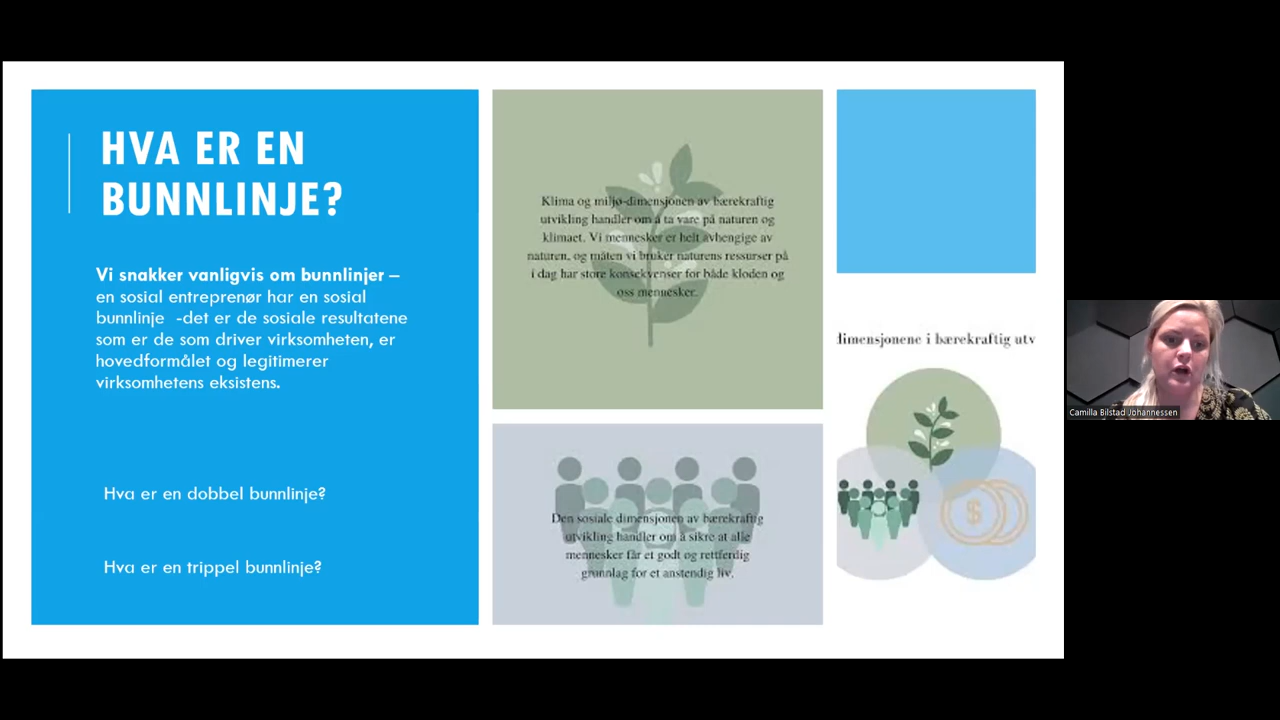 HVA ER EN
BUNNLINJE?
Vi snakker vanligvis om bunnlinjer –
en sosial entreprenør har en sosial
bunnlinje -det er de sosiale resultatene
som er de som driver virksomheten, er
hovedformålet og legitimerer
virksomhetens eksistens.
Hva er en dobbel bunnlinje?
Hva er en trippel bunnlinje?
Klima og miljø-dimensjonen av bærekraftig
utvikling handler om å ta vare på naturen og
klimaet. Vi mennesker er helt avhengige av
naturen, og måten vi bruker naturens ressurser på
i dag har store konsekvenser for både kloden og
oss mennesker.
Den sosiale dimensjonen av bærekraftig
utvikling handler om å sikre at alle
mennesker får et godt og rettferdig
grunnlag for et anstendig liv.
dimensjonene i bærekraftig utv
$
Camilla Bilstad Johannessen